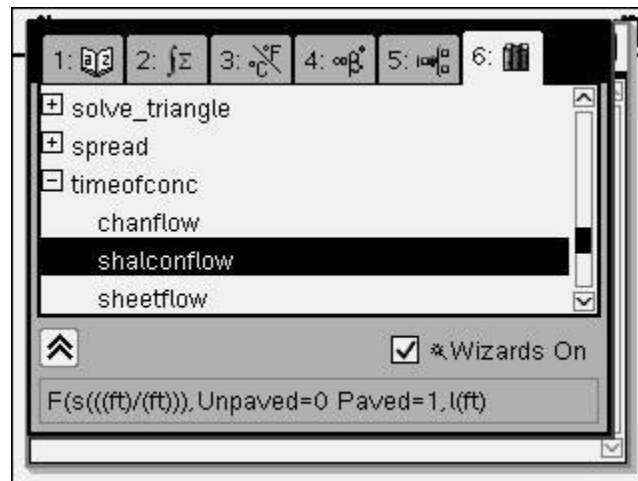 1: 2: ∫Σ 3: °C°F 4: ∞β° 5: 6:
solve_triangle
spread
timeofconc
chanflow
shalconflow
sheetflow
Wizards On
F(s(((ft)/(ft))),Unpaved=0 Paved=1,l(ft)